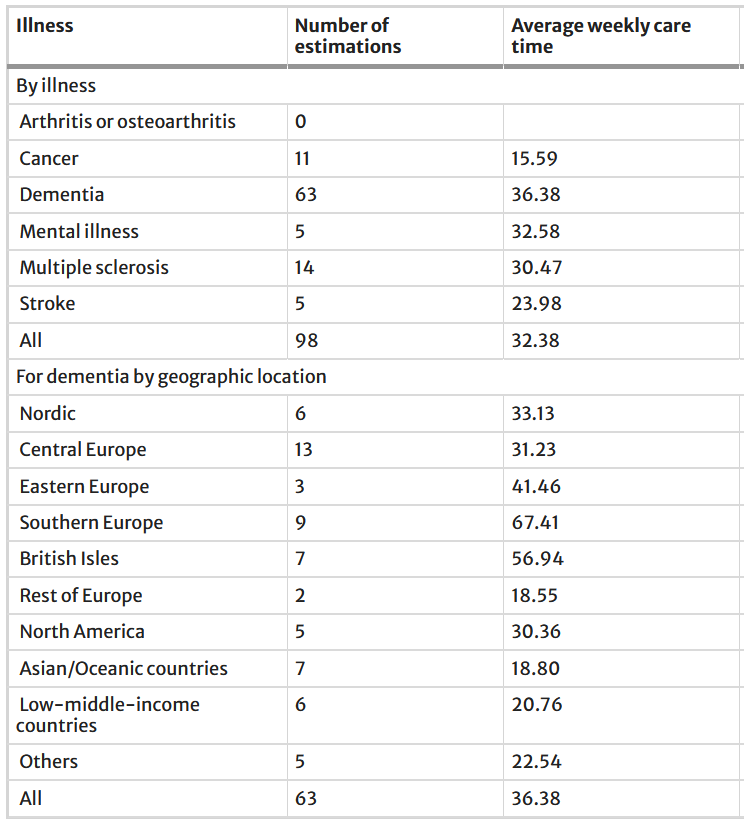 Illness Number of estimations Average weekly care time
By illness
Arthritis or osteoarthritis 0
Cancer 11 15.59
Dementia 63 36.38
Mental illness 5 32.58
Multiple sclerosis 14 30.47
Stroke 5 23.98
All 98 32.38
For dementia by geographic location
Nordic 6 33.13
Central Europe 13 31.23
Eastern Europe 3 41.46
Southern Europe 9 67.41
British Isles 7 56.94
Rest of Europe 2 18.55
North America 5 30.36
Asian/Oceanic countries 7 18.80
Low-middle-income countries 6 20.76
Others 5 22.54
All 63 36.38